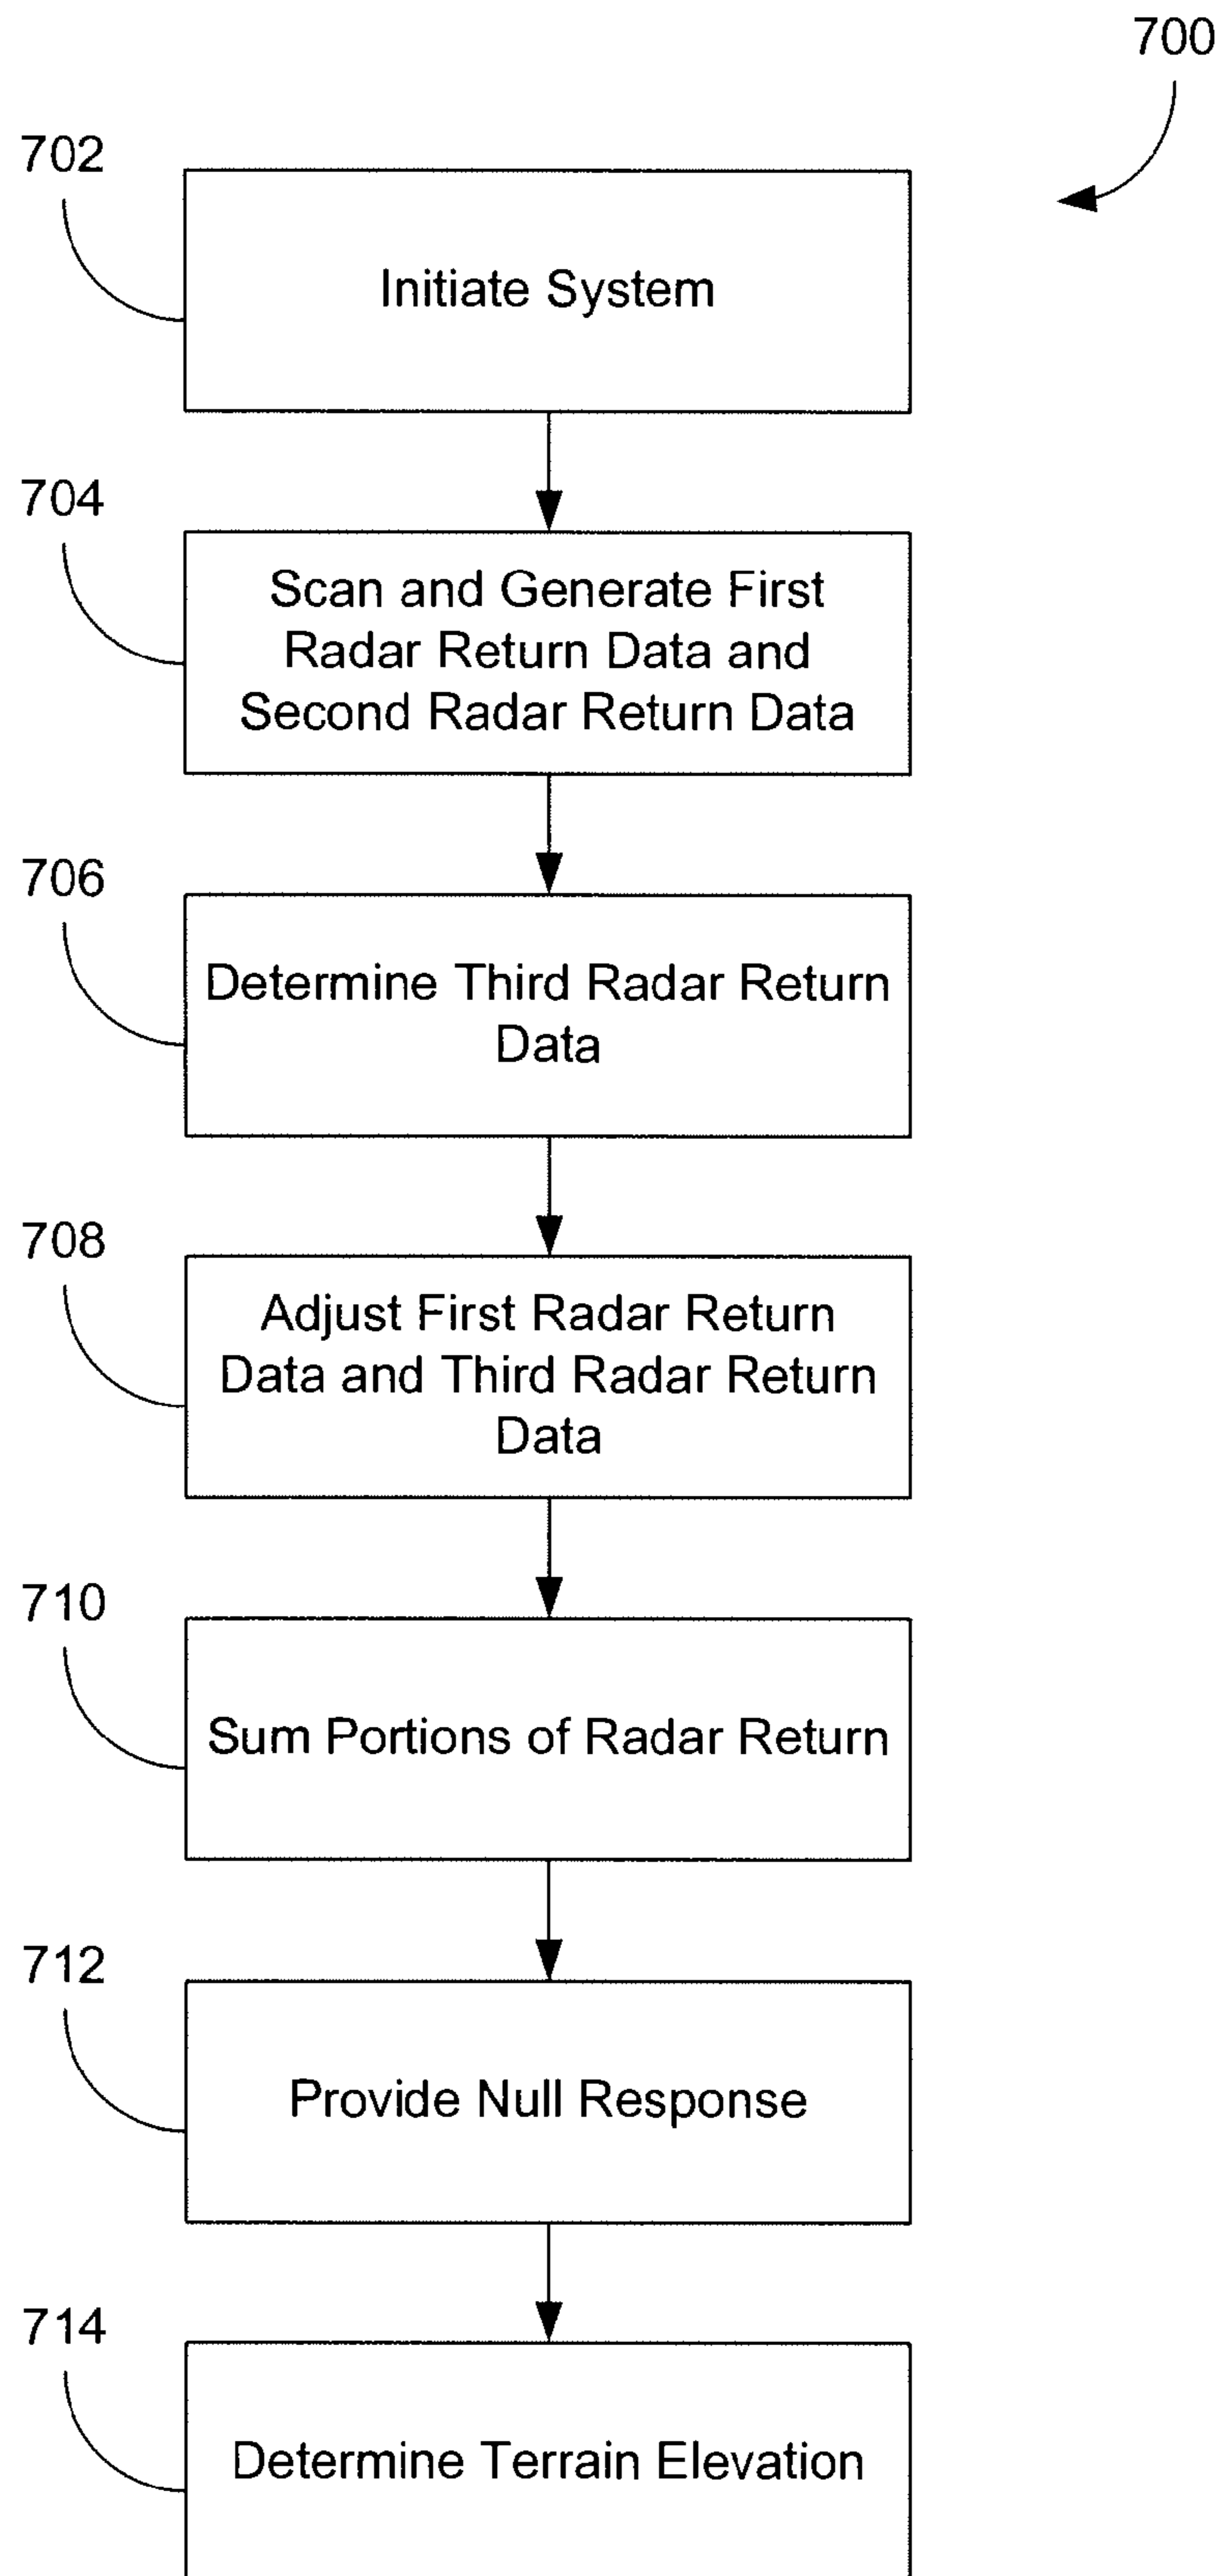 700
702
Initiate System
704
Scan and Generate First
Radar Return Data and
Second Radar Return Data
706
Determine Third Radar Return
Data
708
Adjust First Radar Return
Data and Third Radar Return
Data
710
Sum Portions of Radar Return
712
Provide Null Response
714
Determine Terrain Elevation